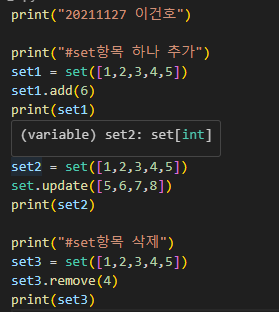 print("20211127 이건호")
print("#set항목 하나 추가")
set1 = set([1,2,3,4,5])
set1.add(6)
print(set1)
(variable) set2: set[int]
set2 = set([1,2,3,4,5])
set.update([5,6,7,8])
print(set2)
print("#set항목 삭제")
set3 = set([1,2,3,4,5])
set3.remove(4)
print(set3)